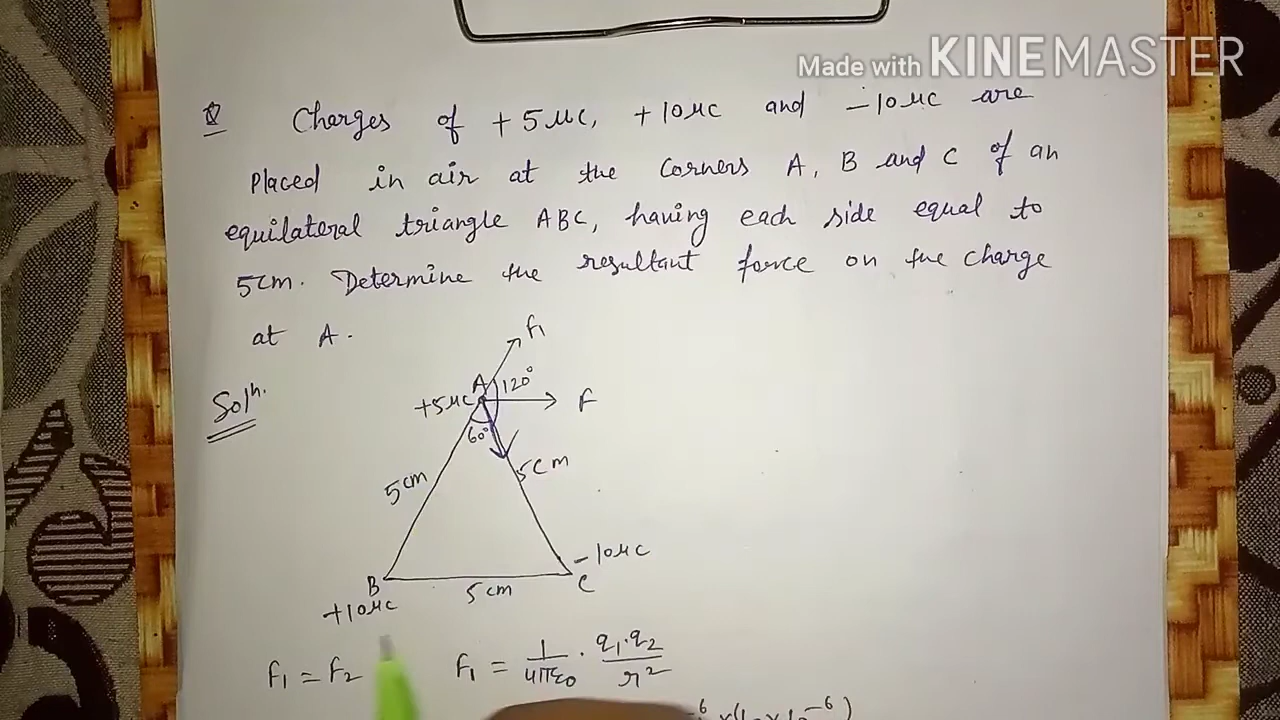 Made with KINEMASTER
Q Charges of +5μC, +10μC and -10μC are
Placed in air at the corners A, B and C of an
equilateral triangle ABC, having each side equal to
5cm. Determine the resultant force on the charge
at A.
Solⁿ.
F₁
A 120°
+5μC F
60°
5cm 5cm
-10μC
B 5cm C
+10μC
F₁ = F₂ F₁ = 1/4πε₀ · q₁.q₂/r²